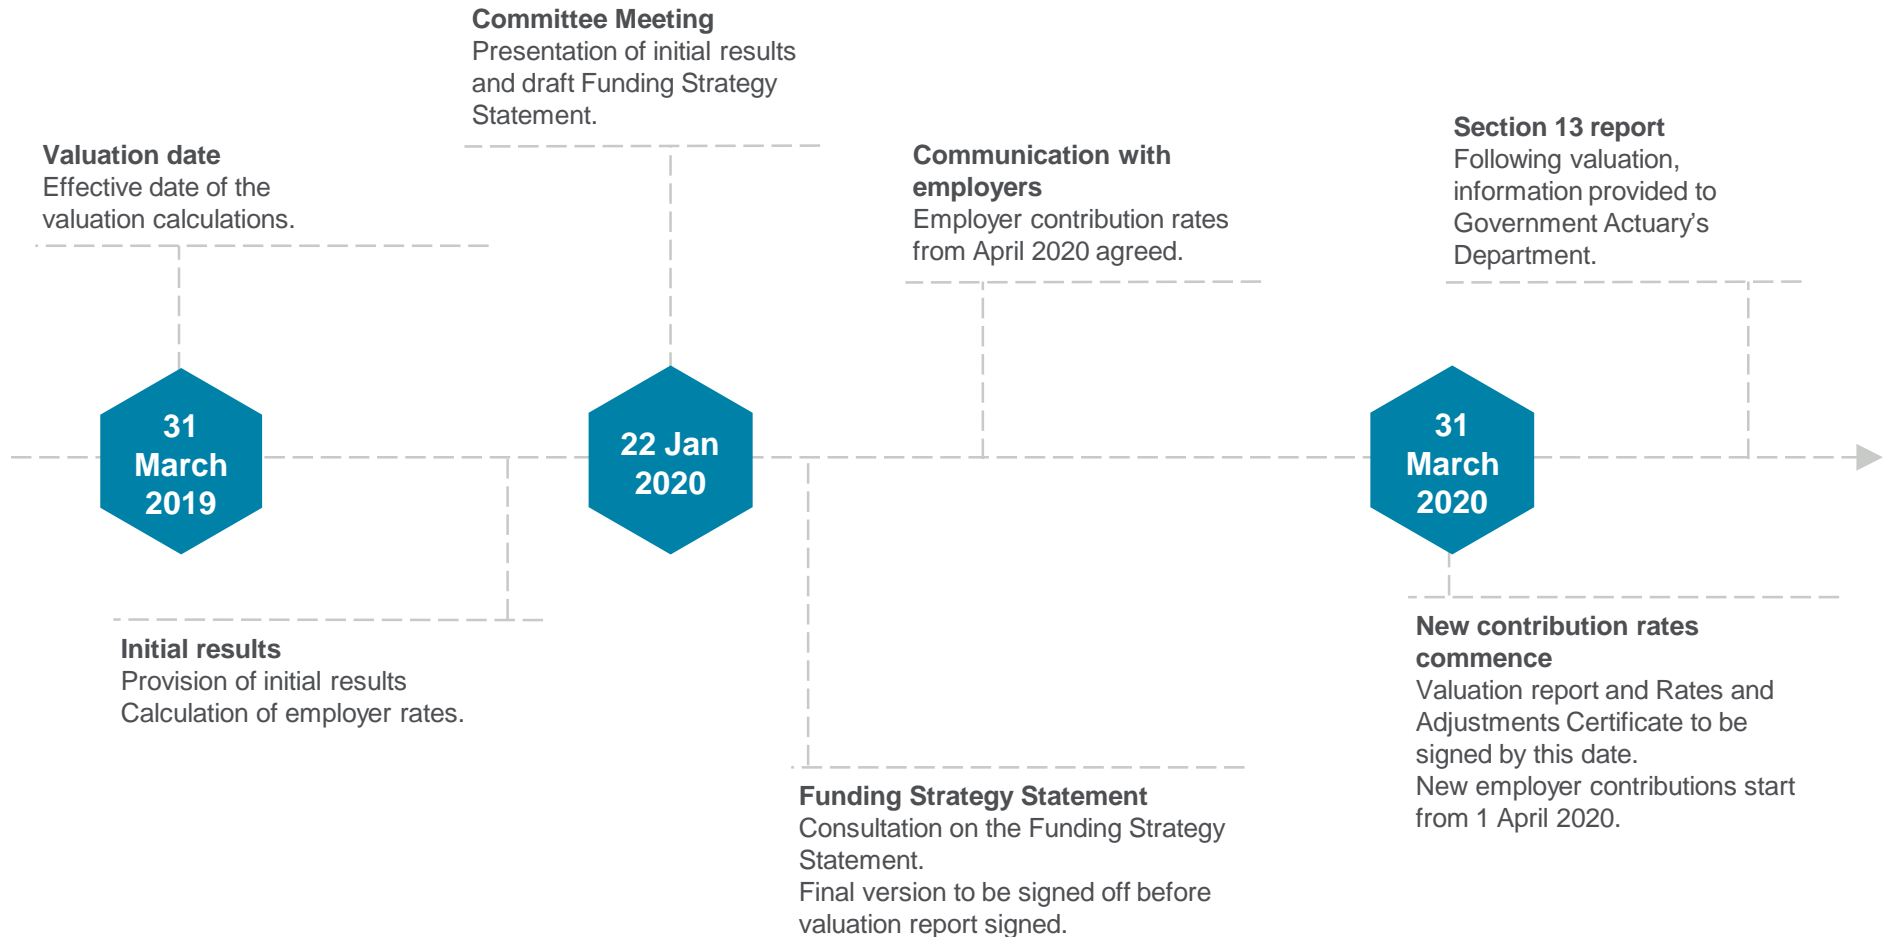 Committee Meeting
Presentation of initial results
and draft Funding Strategy
Statement.
Valuation date
Effective date of the
valuation calculations.
Communication with
employers
Employer contribution rates
from April 2020 agreed.
Section 13 report
Following valuation,
information provided to
Government Actuary's
Department.
31
March
2019
22 Jan
2020
31
March
2020
Initial results
Provision of initial results
Calculation of employer rates.
Funding Strategy Statement
Consultation on the Funding Strategy
Statement.
Final version to be signed off before
valuation report signed.
New contribution rates
commence
Valuation report and Rates and
Adjustments Certificate to be
signed by this date.
New employer contributions start
from 1 April 2020.